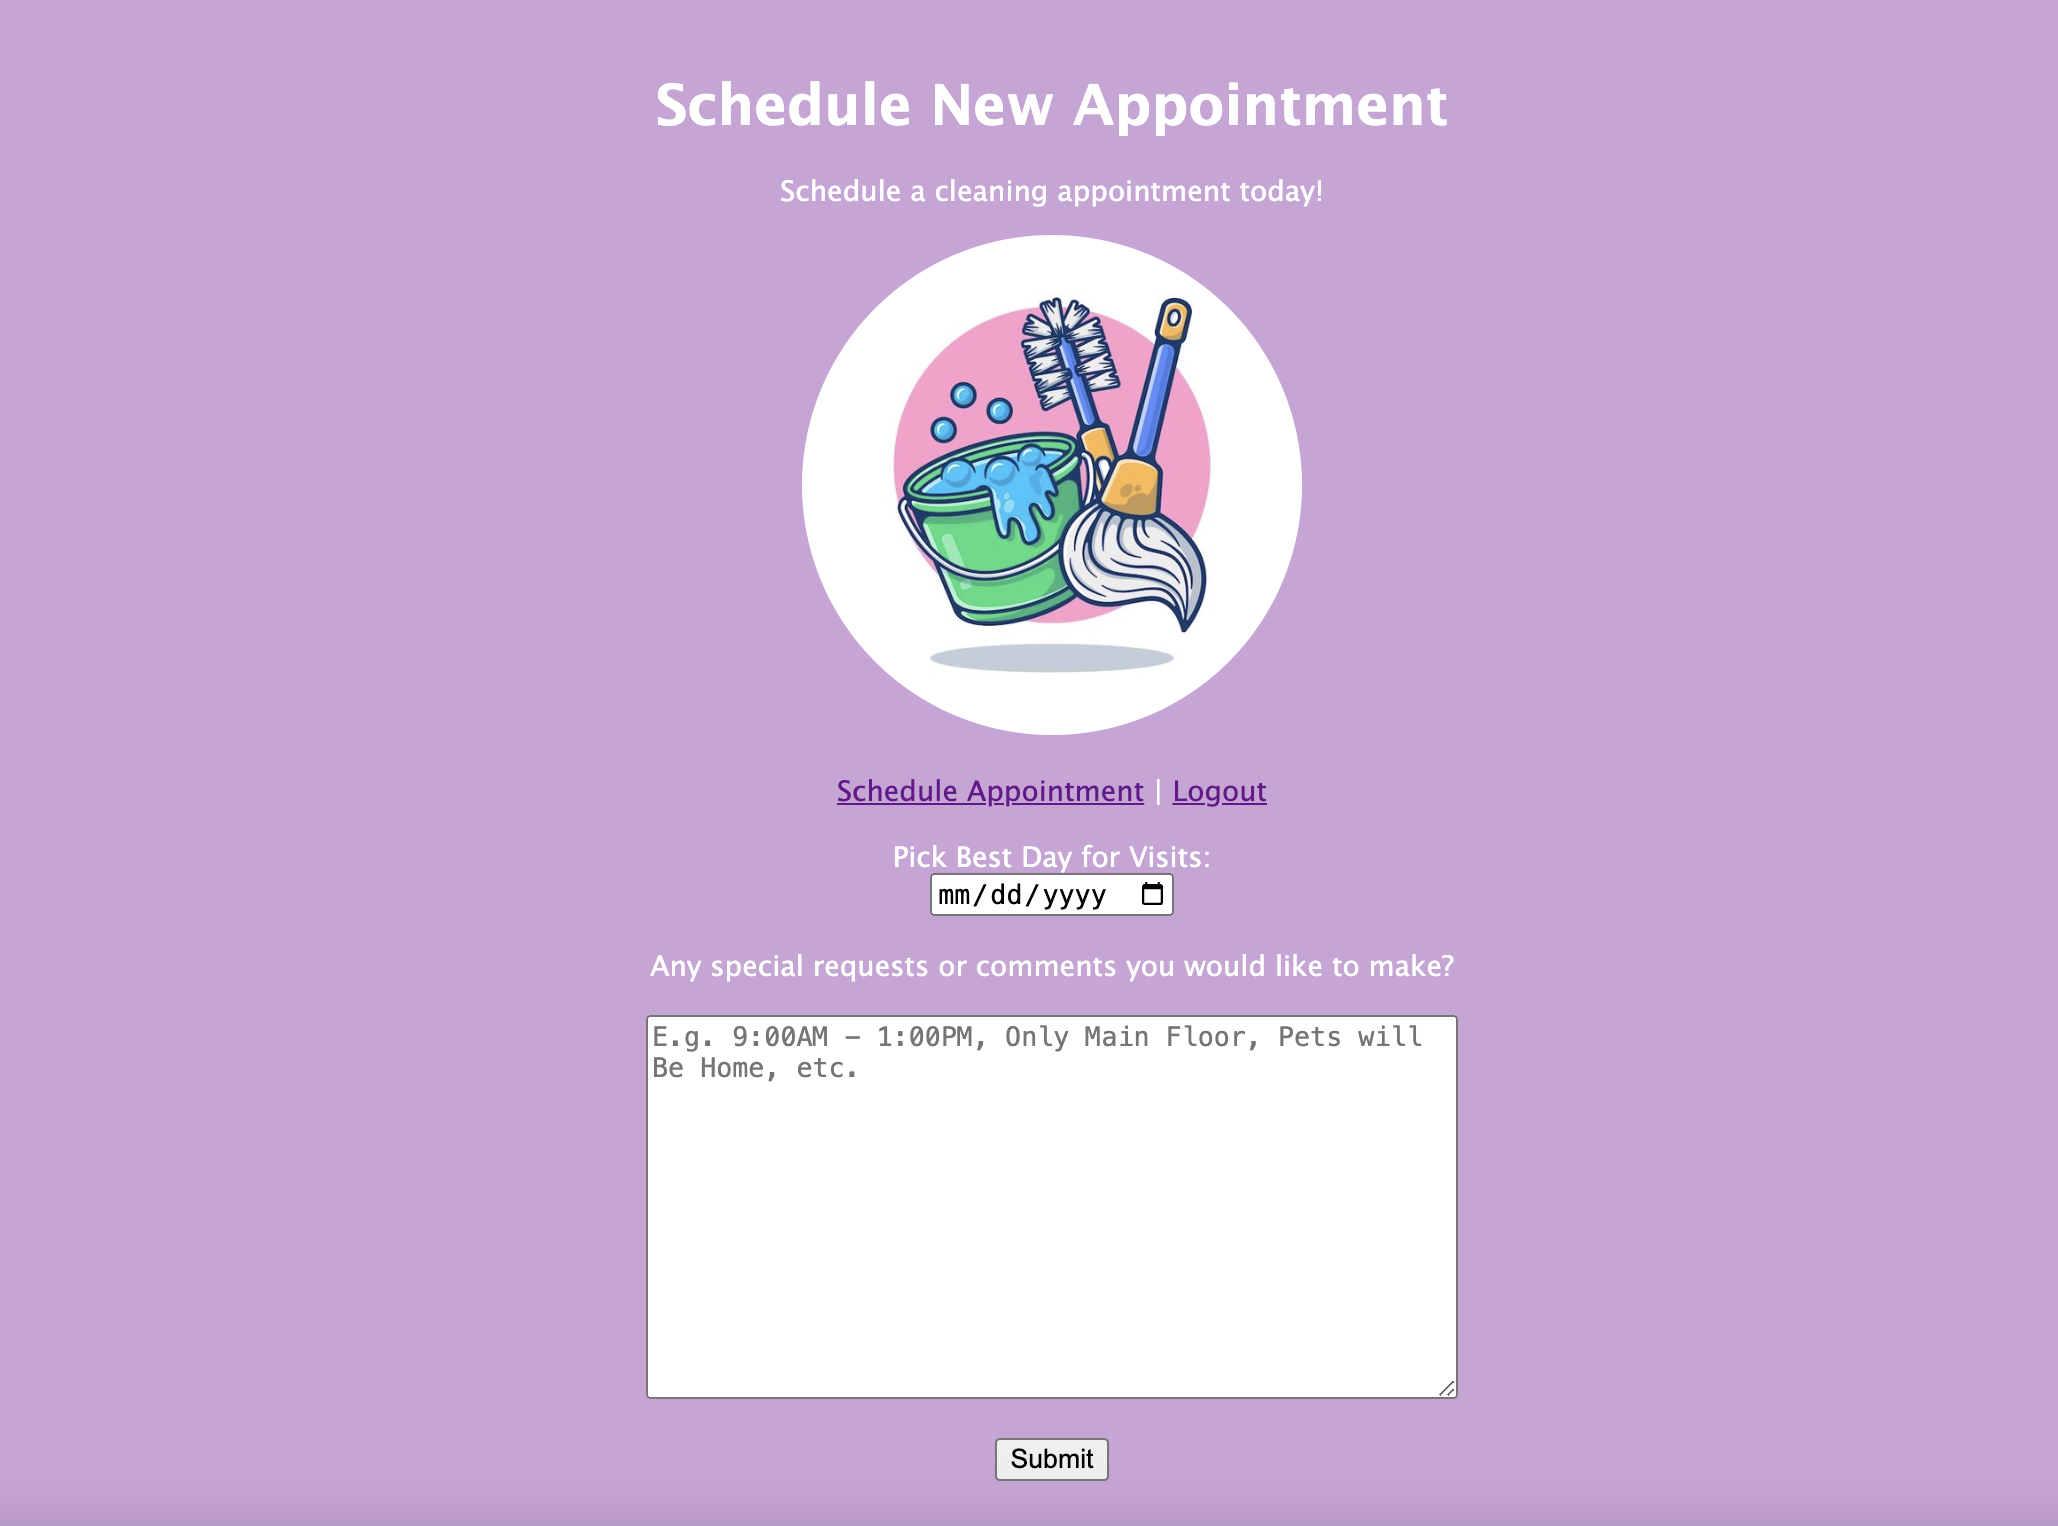 Schedule New Appointment
Schedule a cleaning appointment today!
Schedule Appointment | Logout
Pick Best Day for Visits:
mm/dd/yyyy
Any special requests or comments you would like to make?
E.g. 9:00AM – 1:00PM, Only Main Floor, Pets will
Be Home, etc.
Submit